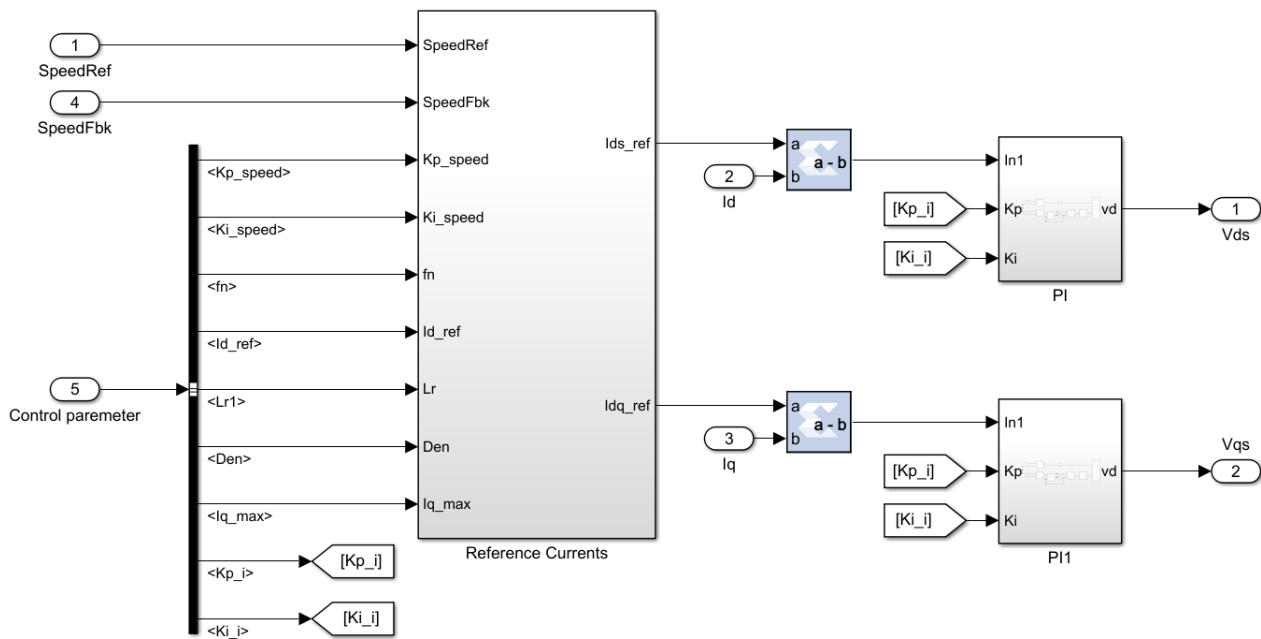 1
SpeedRef
4
SpeedFbk
<Kp_speed>
<Ki_speed>
<fn>
<Id_ref>
5
Control paremeter
<Lr1>
<Den>
<Iq_max>
<Kp_i>
[Kp_i]
<Ki_i>
[Ki_i]
SpeedRef
SpeedFbk
Kp_speed
Ki_speed
fn
Id_ref
Lr
Den
Iq_max
Ids_ref
Idq_ref
Reference Currents
2
Id
a
b
a - b
[Kp_i]
[Ki_i]
In1
Kp
Ki
vd
PI
1
Vds
3
Iq
a
b
a - b
[Kp_i]
[Ki_i]
In1
Kp
Ki
vd
PI1
Vqs
2